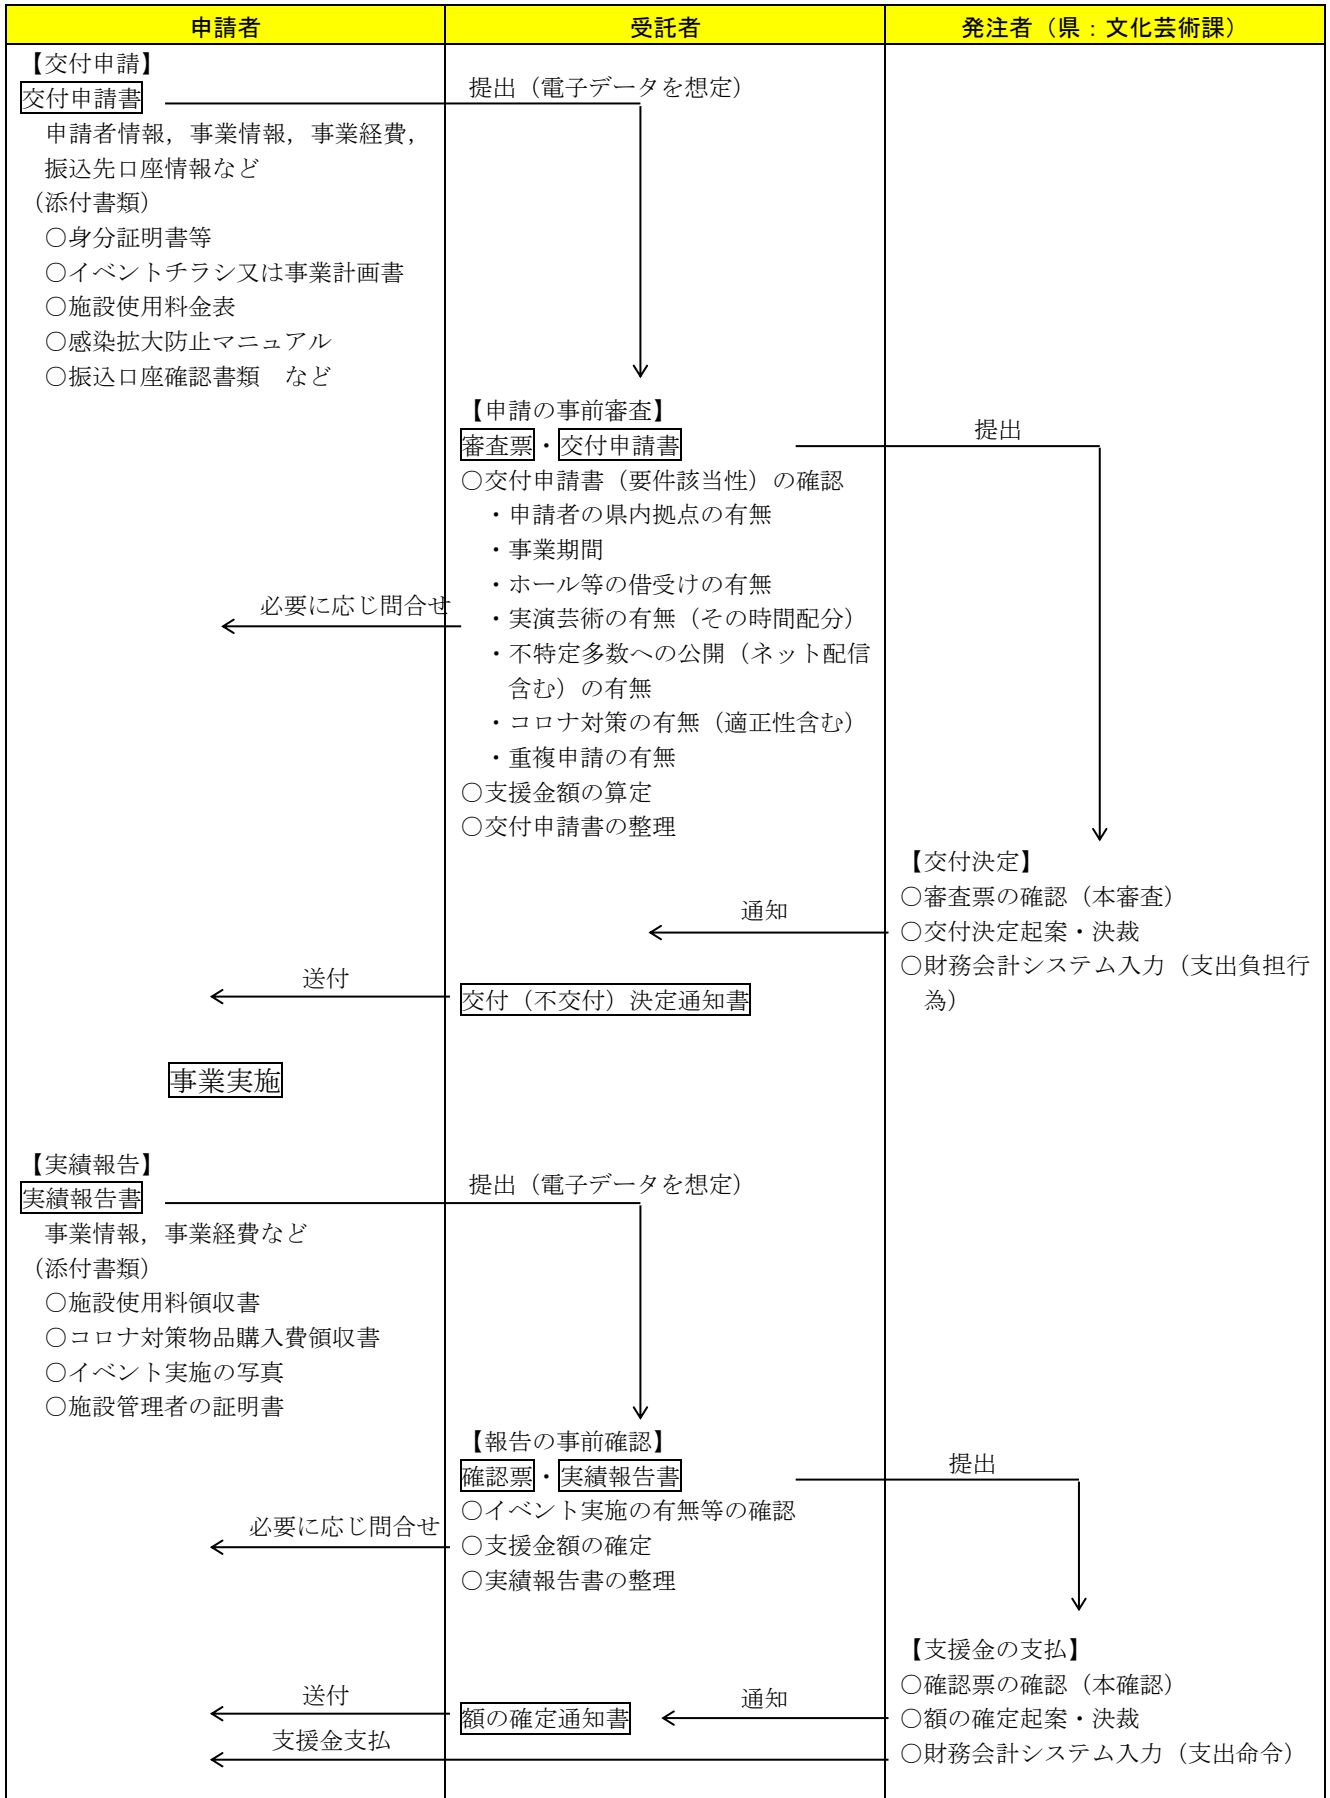 申請者
受託者
発注者（県：文化芸術課）
【交付申請】
交付申請書
提出（電子データを想定）
申請者情報，事業情報，事業経費，
振込先口座情報など
（添付書類）
○身分証明書等
○イベントチラシ又は事業計画書
○施設使用料金表
○感染拡大防止マニュアル
○振込口座確認書類　など
【申請の事前審査】
審査票・交付申請書
提出
○交付申請書（要件該当性）の確認
・申請者の県内拠点の有無
・事業期間
・ホール等の借受けの有無
必要に応じ問合せ
・実演芸術の有無（その時間配分）
・不特定多数への公開（ネット配信
含む）の有無
・コロナ対策の有無（適正性含む）
・重複申請の有無
○支援金額の算定
○交付申請書の整理
【交付決定】
○審査票の確認（本審査）
通知
○交付決定起案・決裁
○財務会計システム入力（支出負担行
為）
送付
交付（不交付）決定通知書
事業実施
【実績報告】
実績報告書
提出（電子データを想定）
事業情報，事業経費など
（添付書類）
○施設使用料領収書
○コロナ対策物品購入費領収書
○イベント実施の写真
○施設管理者の証明書
【報告の事前確認】
確認票・実績報告書
提出
○イベント実施の有無等の確認
必要に応じ問合せ
○支援金額の確定
○実績報告書の整理
【支援金の支払】
○確認票の確認（本確認）
送付
額の確定通知書
通知
○額の確定起案・決裁
支援金支払
○財務会計システム入力（支出命令）